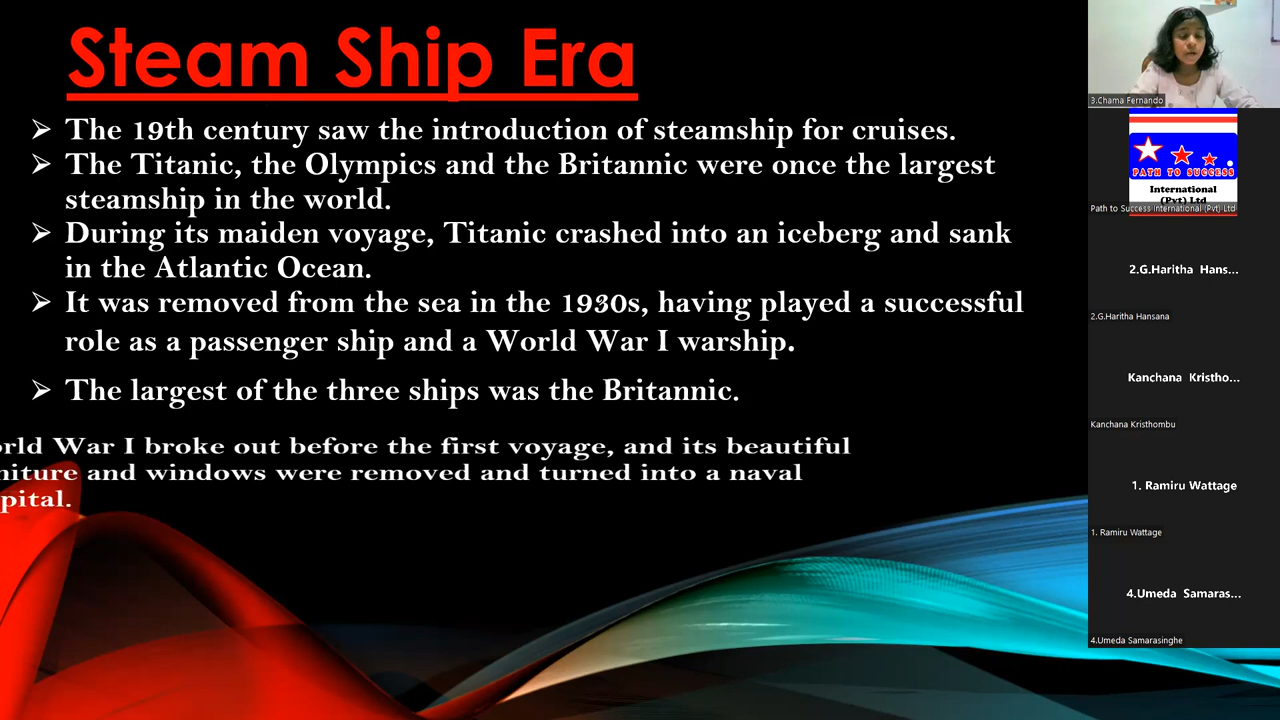 Steam Ship Era
The 19th century saw the introduction of steamship for cruises.
The Titanic, the Olympics and the Britannic were once the largest
steamship in the world.
During its maiden voyage, Titanic crashed into an iceberg and sank
in the Atlantic Ocean.
It was removed from the sea in the 1930s, having played a successful
role as a passenger ship and a World War I warship.
The largest of the three ships was the Britannic.
orld War I broke out before the first voyage, and its beautiful
niture and windows were removed and turned into a naval
pital.
3.Chama Fernando
PATH TO SUCCESS
International
(Pvt) Ltd
Path to Success International (Pvt) Ltd
2.G.Haritha Hans...
2.G.Haritha Hansana
Kanchana Kristho...
Kanchana Kristhombu
1. Ramiru Wattage
1. Ramiru Wattage
4.Umeda Samaras...
4.Umeda Samarasinghe